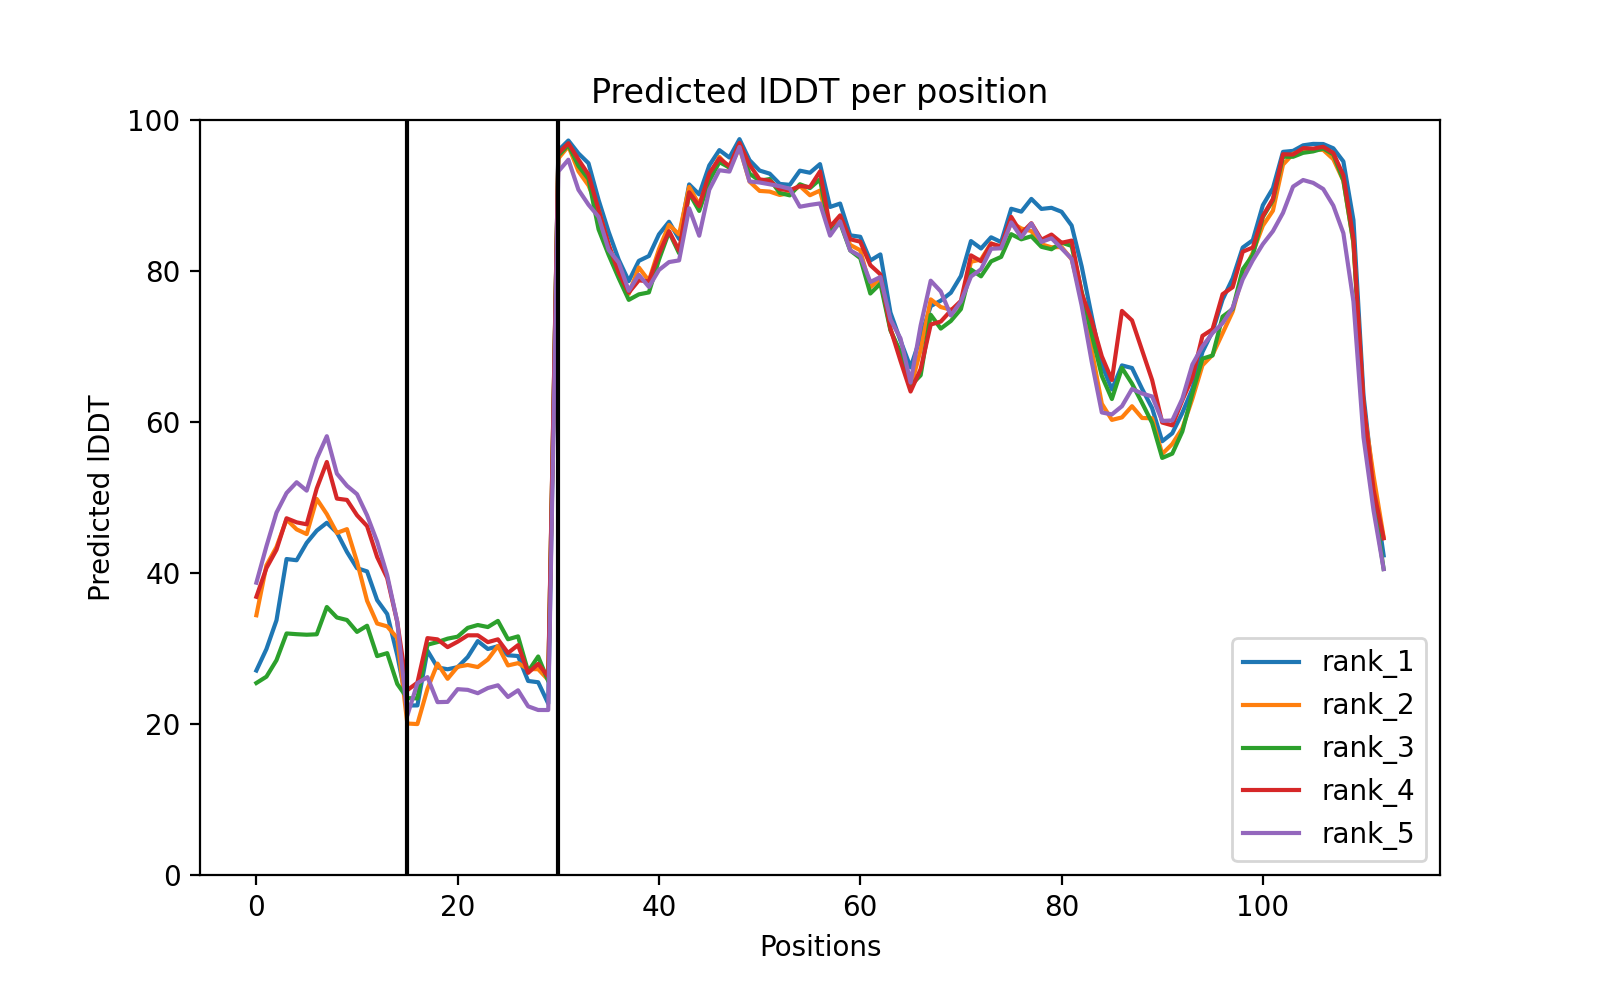 Predicted lDDT per position
100
80
60
40
20
0
Predicted lDDT
0 20 40 60 80 100
Positions
rank_1
rank_2
rank_3
rank_4
rank_5